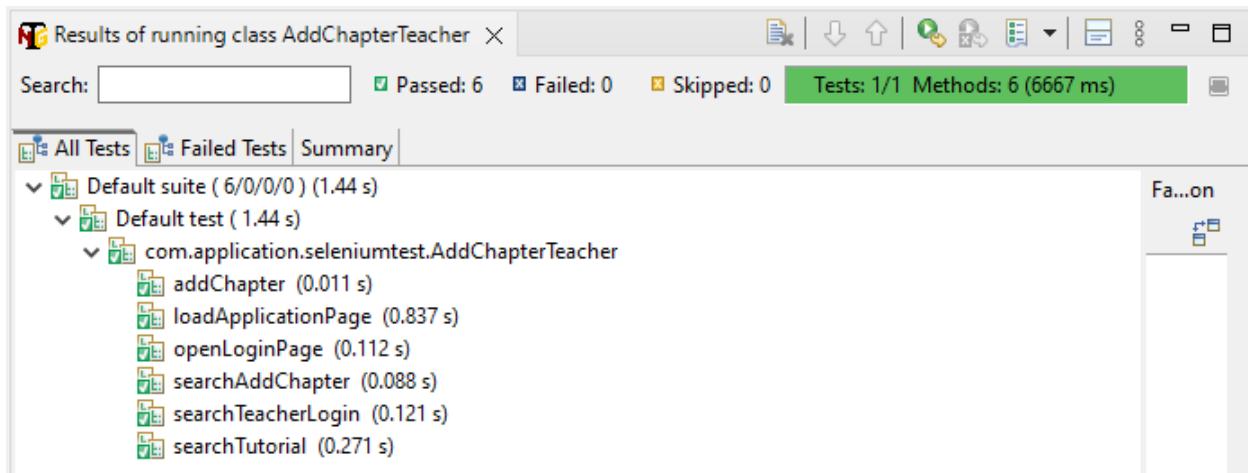 Results of running class AddChapterTeacher
Search: Passed: 6 Failed: 0 Skipped: 0 Tests: 1/1 Methods: 6 (6667 ms)
All Tests Failed Tests Summary
Default suite ( 6/0/0/0 ) (1.44 s) Fa...on
Default test ( 1.44 s)
com.application.seleniumtest.AddChapterTeacher
addChapter (0.011 s)
loadApplicationPage (0.837 s)
openLoginPage (0.112 s)
searchAddChapter (0.088 s)
searchTeacherLogin (0.121 s)
searchTutorial (0.271 s)